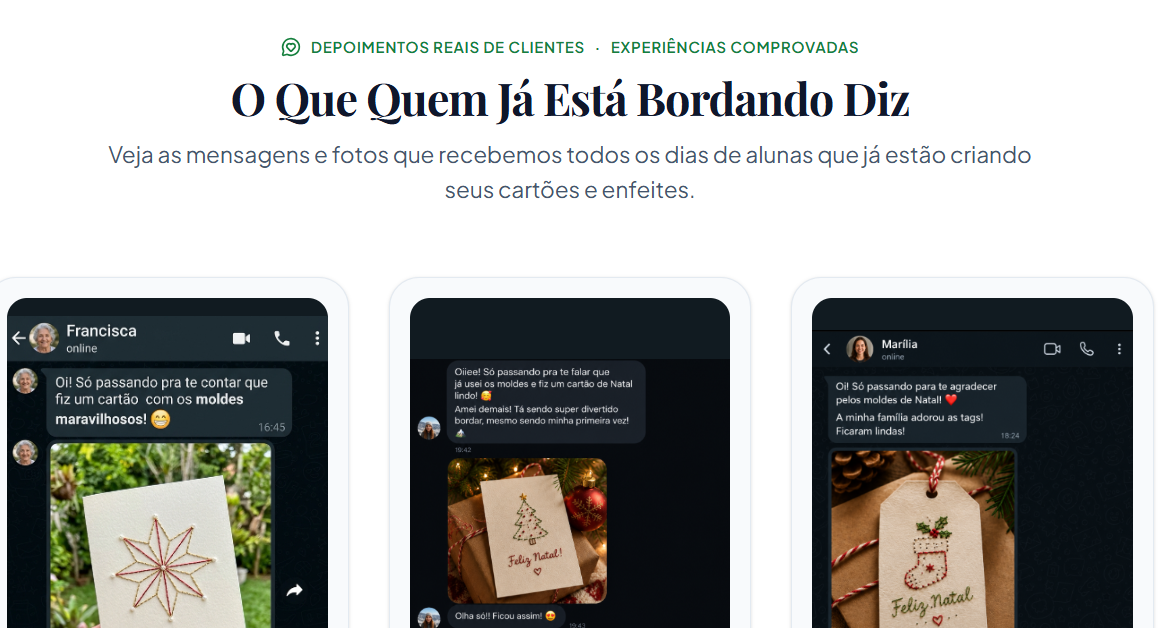 DEPOIMENTOS REAIS DE CLIENTES · EXPERIÊNCIAS COMPROVADAS
O Que Quem Já Está Bordando Diz
Veja as mensagens e fotos que recebemos todos os dias de alunas que já estão criando
seus cartões e enfeites.
Francisca
online
Oi! Só passando pra te contar que
fiz um cartão com os moldes
maravilhosos! 😁
16:45
Oiiee! Só passando pra te falar que
já usei os moldes e fiz um cartão de Natal
lindo! 🥰
Amei demais! Tá sendo super divertido
bordar, mesmo sendo minha primeira vez!
19:42
Feliz Natal!
Olha só!! Ficou assim! 😍
19:43
Marília
online
Oi! Só passando para te agradecer
pelos moldes de Natal! ❤️
A minha família adorou as tags!
Ficaram lindas!
18:24
Feliz Natal